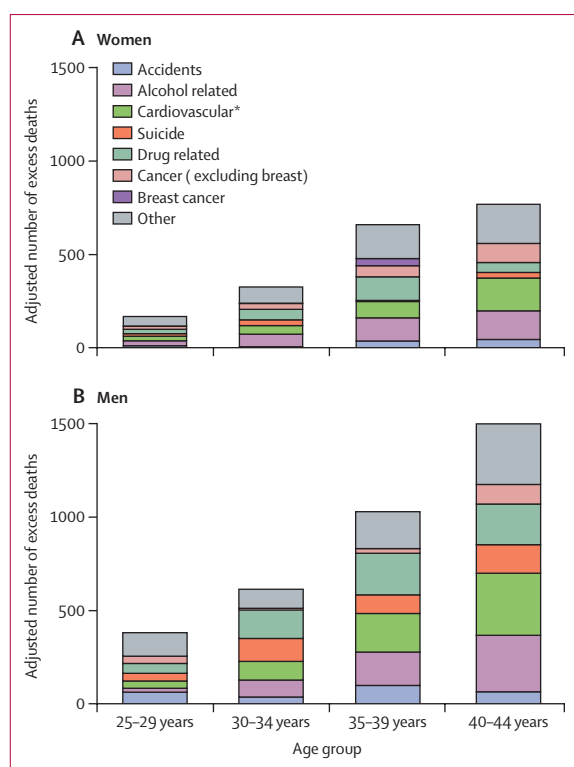 A Women
1500
1000
500
0
Adjusted number of excess deaths
Accidents
Alcohol related
Cardiovascular*
Suicide
Drug related
Cancer ( excluding breast)
Breast cancer
Other
B Men
1500
1000
500
0
Adjusted number of excess deaths
25–29 years 30–34 years 35–39 years 40–44 years
Age group